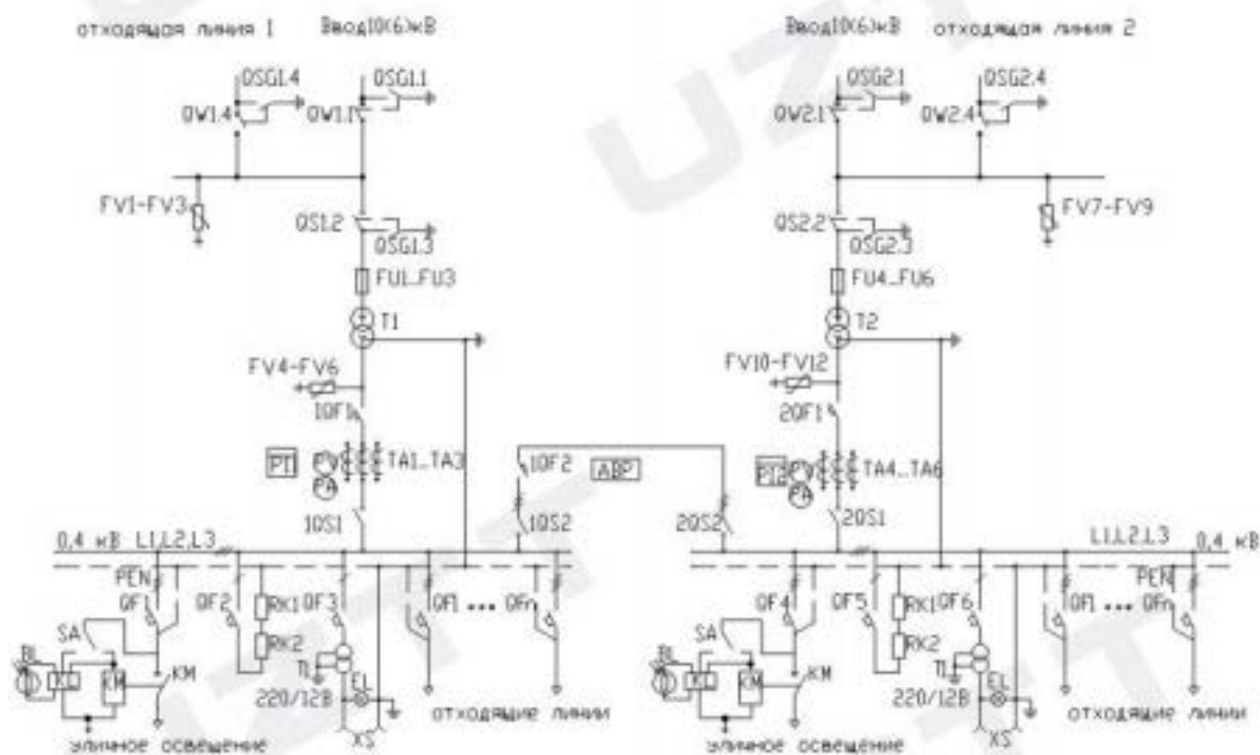 отходящая линия 1 Ввод10(6)кВ Ввод10(6)кВ отходящая линия 2
QSG1.4 QSG1.1 QSG2.1 QSG2.4
QW1.4 QW1.1 QW2.1 QW2.4
FV1-FV3 FV7-FV9
QS1.2 QS2.2
QSG1.3 QSG2.3
FU1...FU3 FU4...FU6
T1 T2
FV4-FV6 FV10-FV12
1QF1 2QF1
PI1 PV TA1...TA3 1QF2 АВР PI2 PV TA4...TA6
PA PA
1QS1 1QS2 2QS2 2QS1
0,4 кВ L1,L2,L3 L1,L2,L3 0,4 кВ
PEN PEN
QF1 QF2 RK1 QF3 QF1 ... QFn QF4 QF5 RK1 QF6 QF1 ... QFn
SA RK2 SA RK2
BL KL KM KM TL EL BL KL KM KM TL EL
220/12В отходящие линии 220/12В отходящие линии
уличное освещение XS уличное освещение XS
UZT
UZT